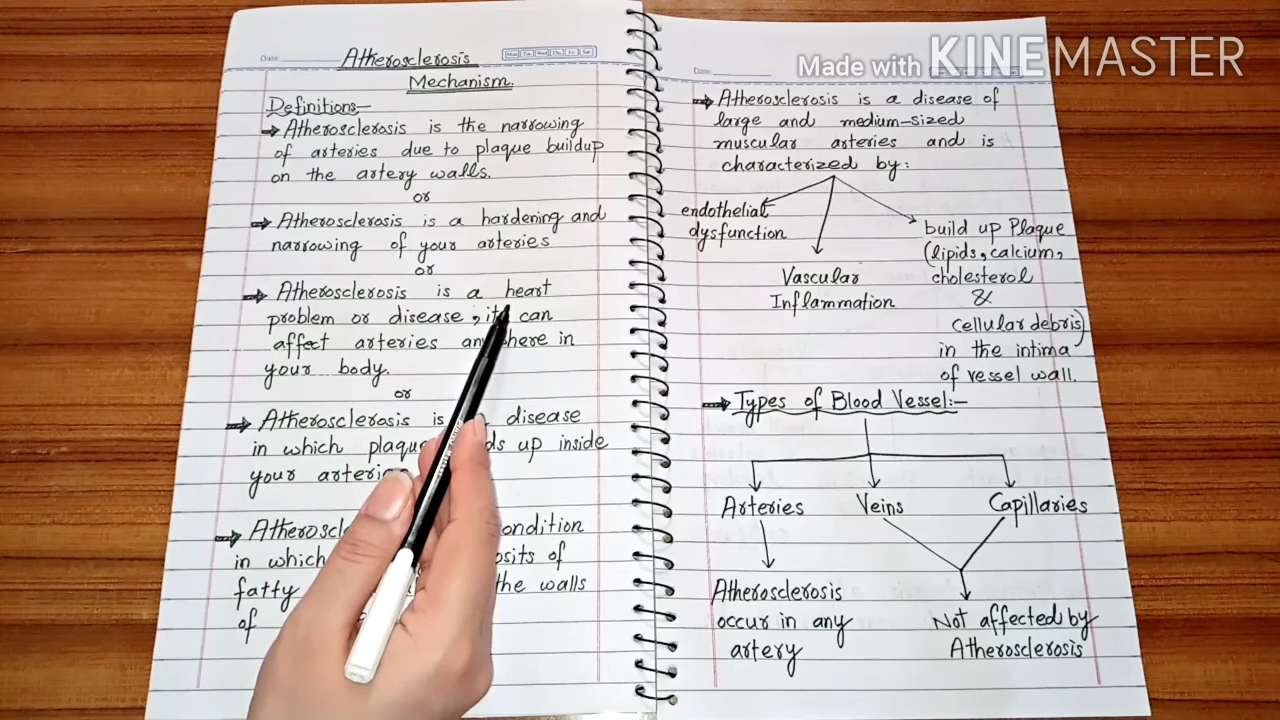 Made with KINEMASTER
Date:
Atherosclerosis
Mechanism.
Definitions:-
Atherosclerosis is the narrowing
of arteries due to plaque buildup
on the artery walls.
or
Atherosclerosis is a hardening and
narrowing of your arteries
or
Atherosclerosis is a heart
problem or disease, it can
affect arteries in
your body.
or
Atherosclerosis is disease
in which up inside
your
in which of
fatty the walls
of
Date:
Atherosclerosis is a disease of
large and medium-sized
muscular arteries and is
characterized by:
endothelial
dysfunction
Vascular
Inflammation
build up Plaque
(lipids, calcium,
cholesterol
&
cellular debris)
in the intima
of vessel wall.
Types of Blood Vessel:-
Arteries Veins Capillaries
Atherosclerosis
occur in any
artery
Not affected by
Atherosclerosis